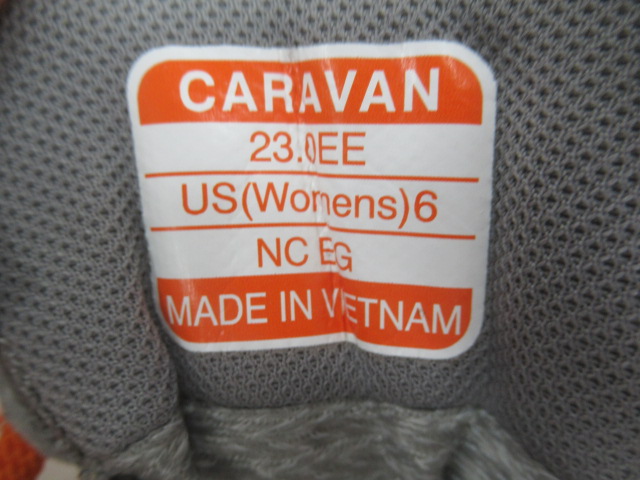 CARAVAN
23.0EE
US(Womens)6
NC EG
MADE IN VIETNAM